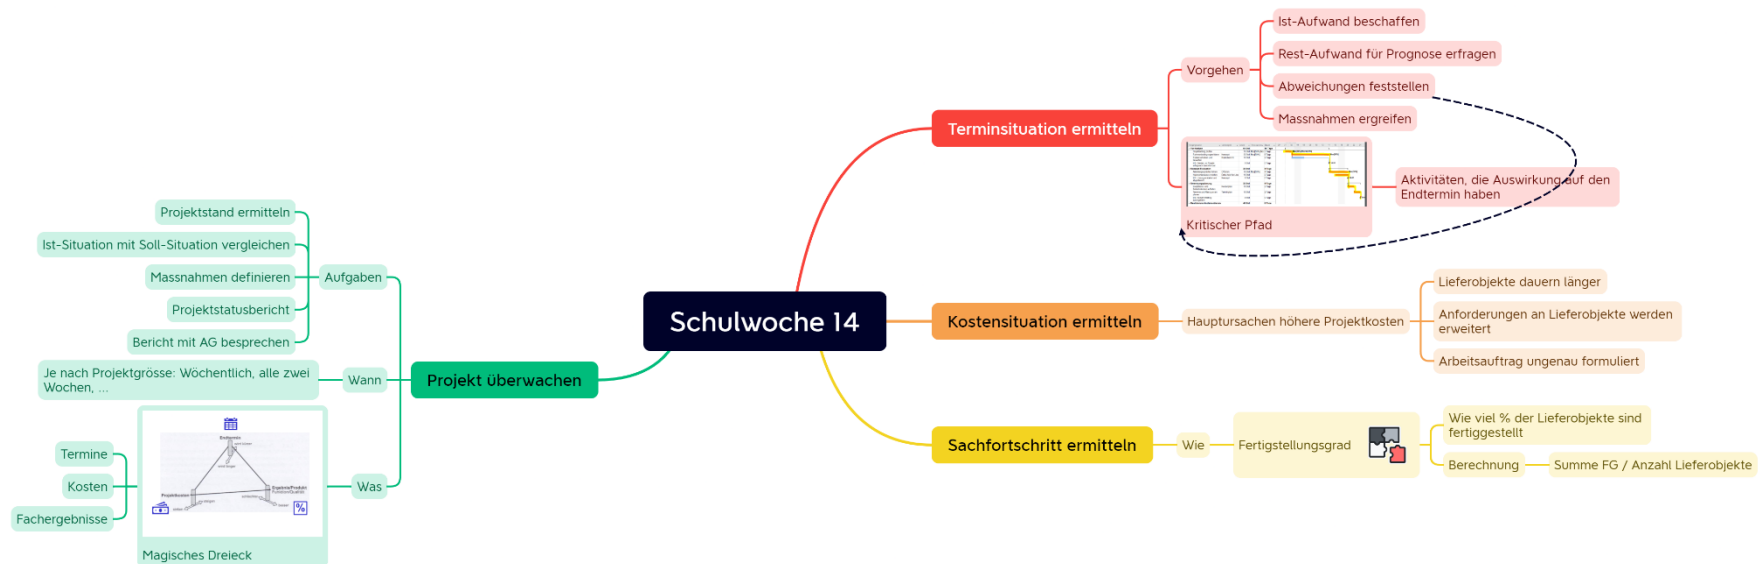 Schulwoche 14
Terminsituation ermitteln
Vorgehen
Ist-Aufwand beschaffen
Rest-Aufwand für Prognose erfragen
Abweichungen feststellen
Massnahmen ergreifen
Kritischer Pfad
Aktivitäten, die Auswirkung auf den
Endtermin haben
Kostensituation ermitteln
Hauptursachen höhere Projektkosten
Lieferobjekte dauern länger
Anforderungen an Lieferobjekte werden
erweitert
Arbeitsauftrag ungenau formuliert
Sachfortschritt ermitteln
Wie
Fertigstellungsgrad
Wie viel % der Lieferobjekte sind
fertiggestellt
Berechnung
Summe FG / Anzahl Lieferobjekte
Projekt überwachen
Aufgaben
Projektstand ermitteln
Ist-Situation mit Soll-Situation vergleichen
Massnahmen definieren
Projektstatusbericht
Bericht mit AG besprechen
Wann
Je nach Projektgrösse: Wöchentlich, alle zwei
Wochen, ...
Was
Endtermin
Projektkosten
Ergebnis/Produkt
Magisches Dreieck
Termine
Kosten
Fachergebnisse